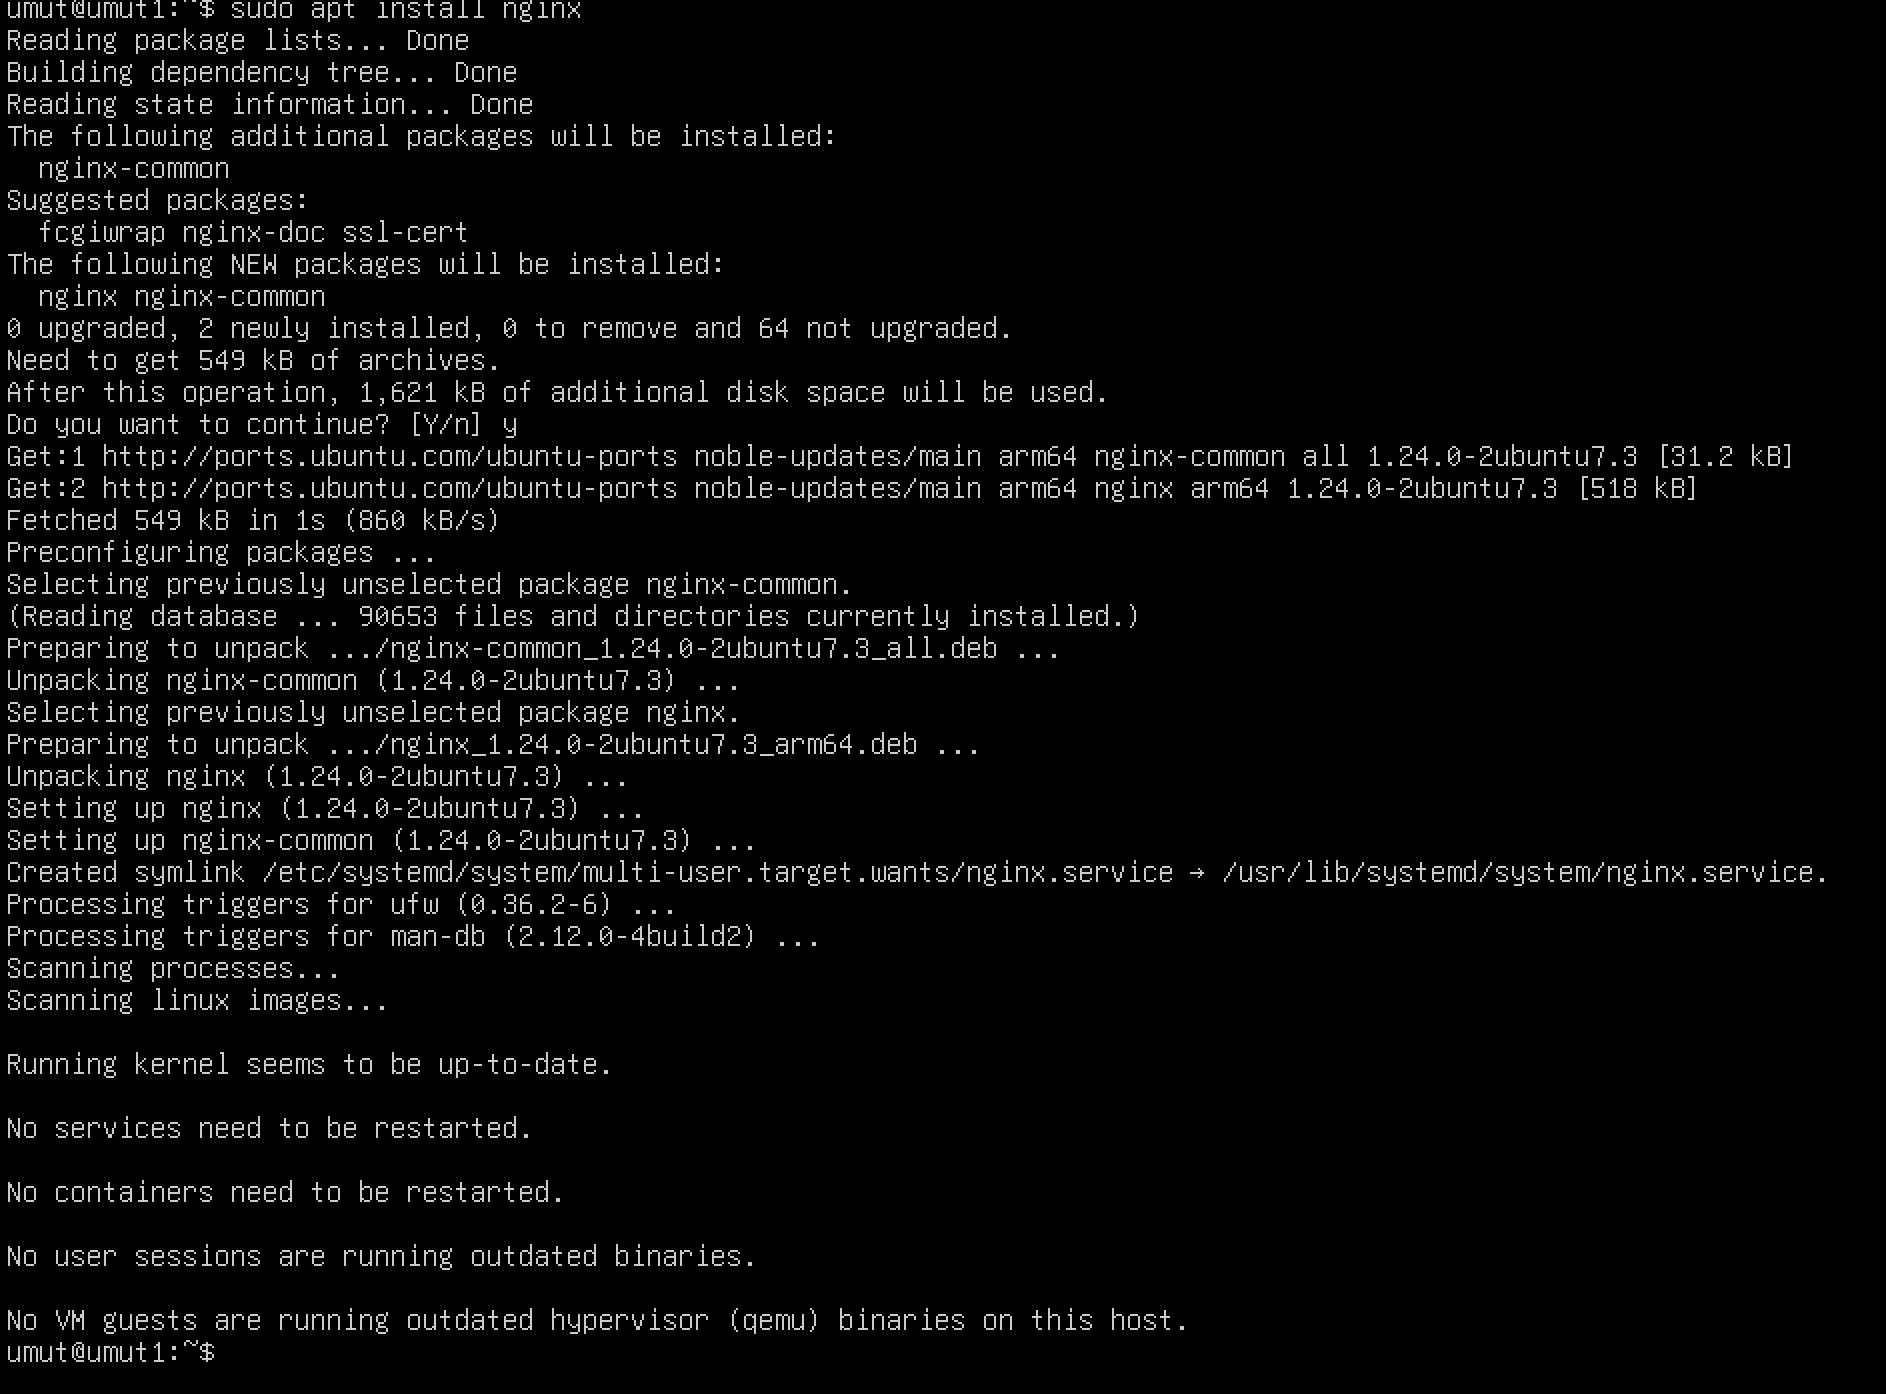 umut@umut1:~$ sudo apt install nginx
Reading package lists... Done
Building dependency tree... Done
Reading state information... Done
The following additional packages will be installed:
  nginx-common
Suggested packages:
  fcgiwrap nginx-doc ssl-cert
The following NEW packages will be installed:
  nginx nginx-common
0 upgraded, 2 newly installed, 0 to remove and 64 not upgraded.
Need to get 549 kB of archives.
After this operation, 1,621 kB of additional disk space will be used.
Do you want to continue? [Y/n] y
Get:1 http://ports.ubuntu.com/ubuntu-ports noble-updates/main arm64 nginx-common all 1.24.0-2ubuntu7.3 [31.2 kB]
Get:2 http://ports.ubuntu.com/ubuntu-ports noble-updates/main arm64 nginx arm64 1.24.0-2ubuntu7.3 [518 kB]
Fetched 549 kB in 1s (860 kB/s)
Preconfiguring packages ...
Selecting previously unselected package nginx-common.
(Reading database ... 90653 files and directories currently installed.)
Preparing to unpack .../nginx-common_1.24.0-2ubuntu7.3_all.deb ...
Unpacking nginx-common (1.24.0-2ubuntu7.3) ...
Selecting previously unselected package nginx.
Preparing to unpack .../nginx_1.24.0-2ubuntu7.3_arm64.deb ...
Unpacking nginx (1.24.0-2ubuntu7.3) ...
Setting up nginx (1.24.0-2ubuntu7.3) ...
Setting up nginx-common (1.24.0-2ubuntu7.3) ...
Created symlink /etc/systemd/system/multi-user.target.wants/nginx.service → /usr/lib/systemd/system/nginx.service.
Processing triggers for ufw (0.36.2-6) ...
Processing triggers for man-db (2.12.0-4build2) ...
Scanning processes...
Scanning linux images...

Running kernel seems to be up-to-date.

No services need to be restarted.

No containers need to be restarted.

No user sessions are running outdated binaries.

No VM guests are running outdated hypervisor (qemu) binaries on this host.
umut@umut1:~$